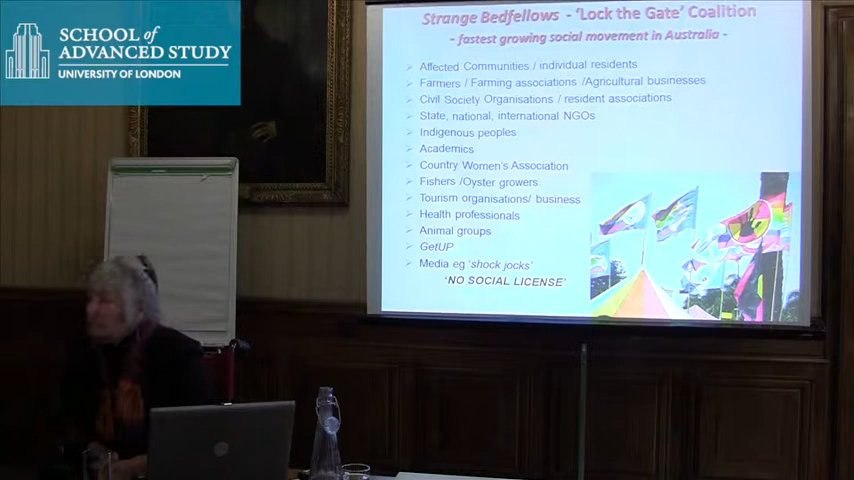 SCHOOL of
ADVANCED STUDY
UNIVERSITY OF LONDON
Strange Bedfellows - 'Lock the Gate' Coalition
- fastest growing social movement in Australia -
Affected Communities / individual residents
Farmers / Farming associations /Agricultural businesses
Civil Society Organisations / resident associations
State, national, international NGOs
Indigenous peoples
Academics
Country Women's Association
Fishers /Oyster growers
Tourism organisations/ business
Health professionals
Animal groups
GetUP
Media eg 'shock jocks'
'NO SOCIAL LICENSE'